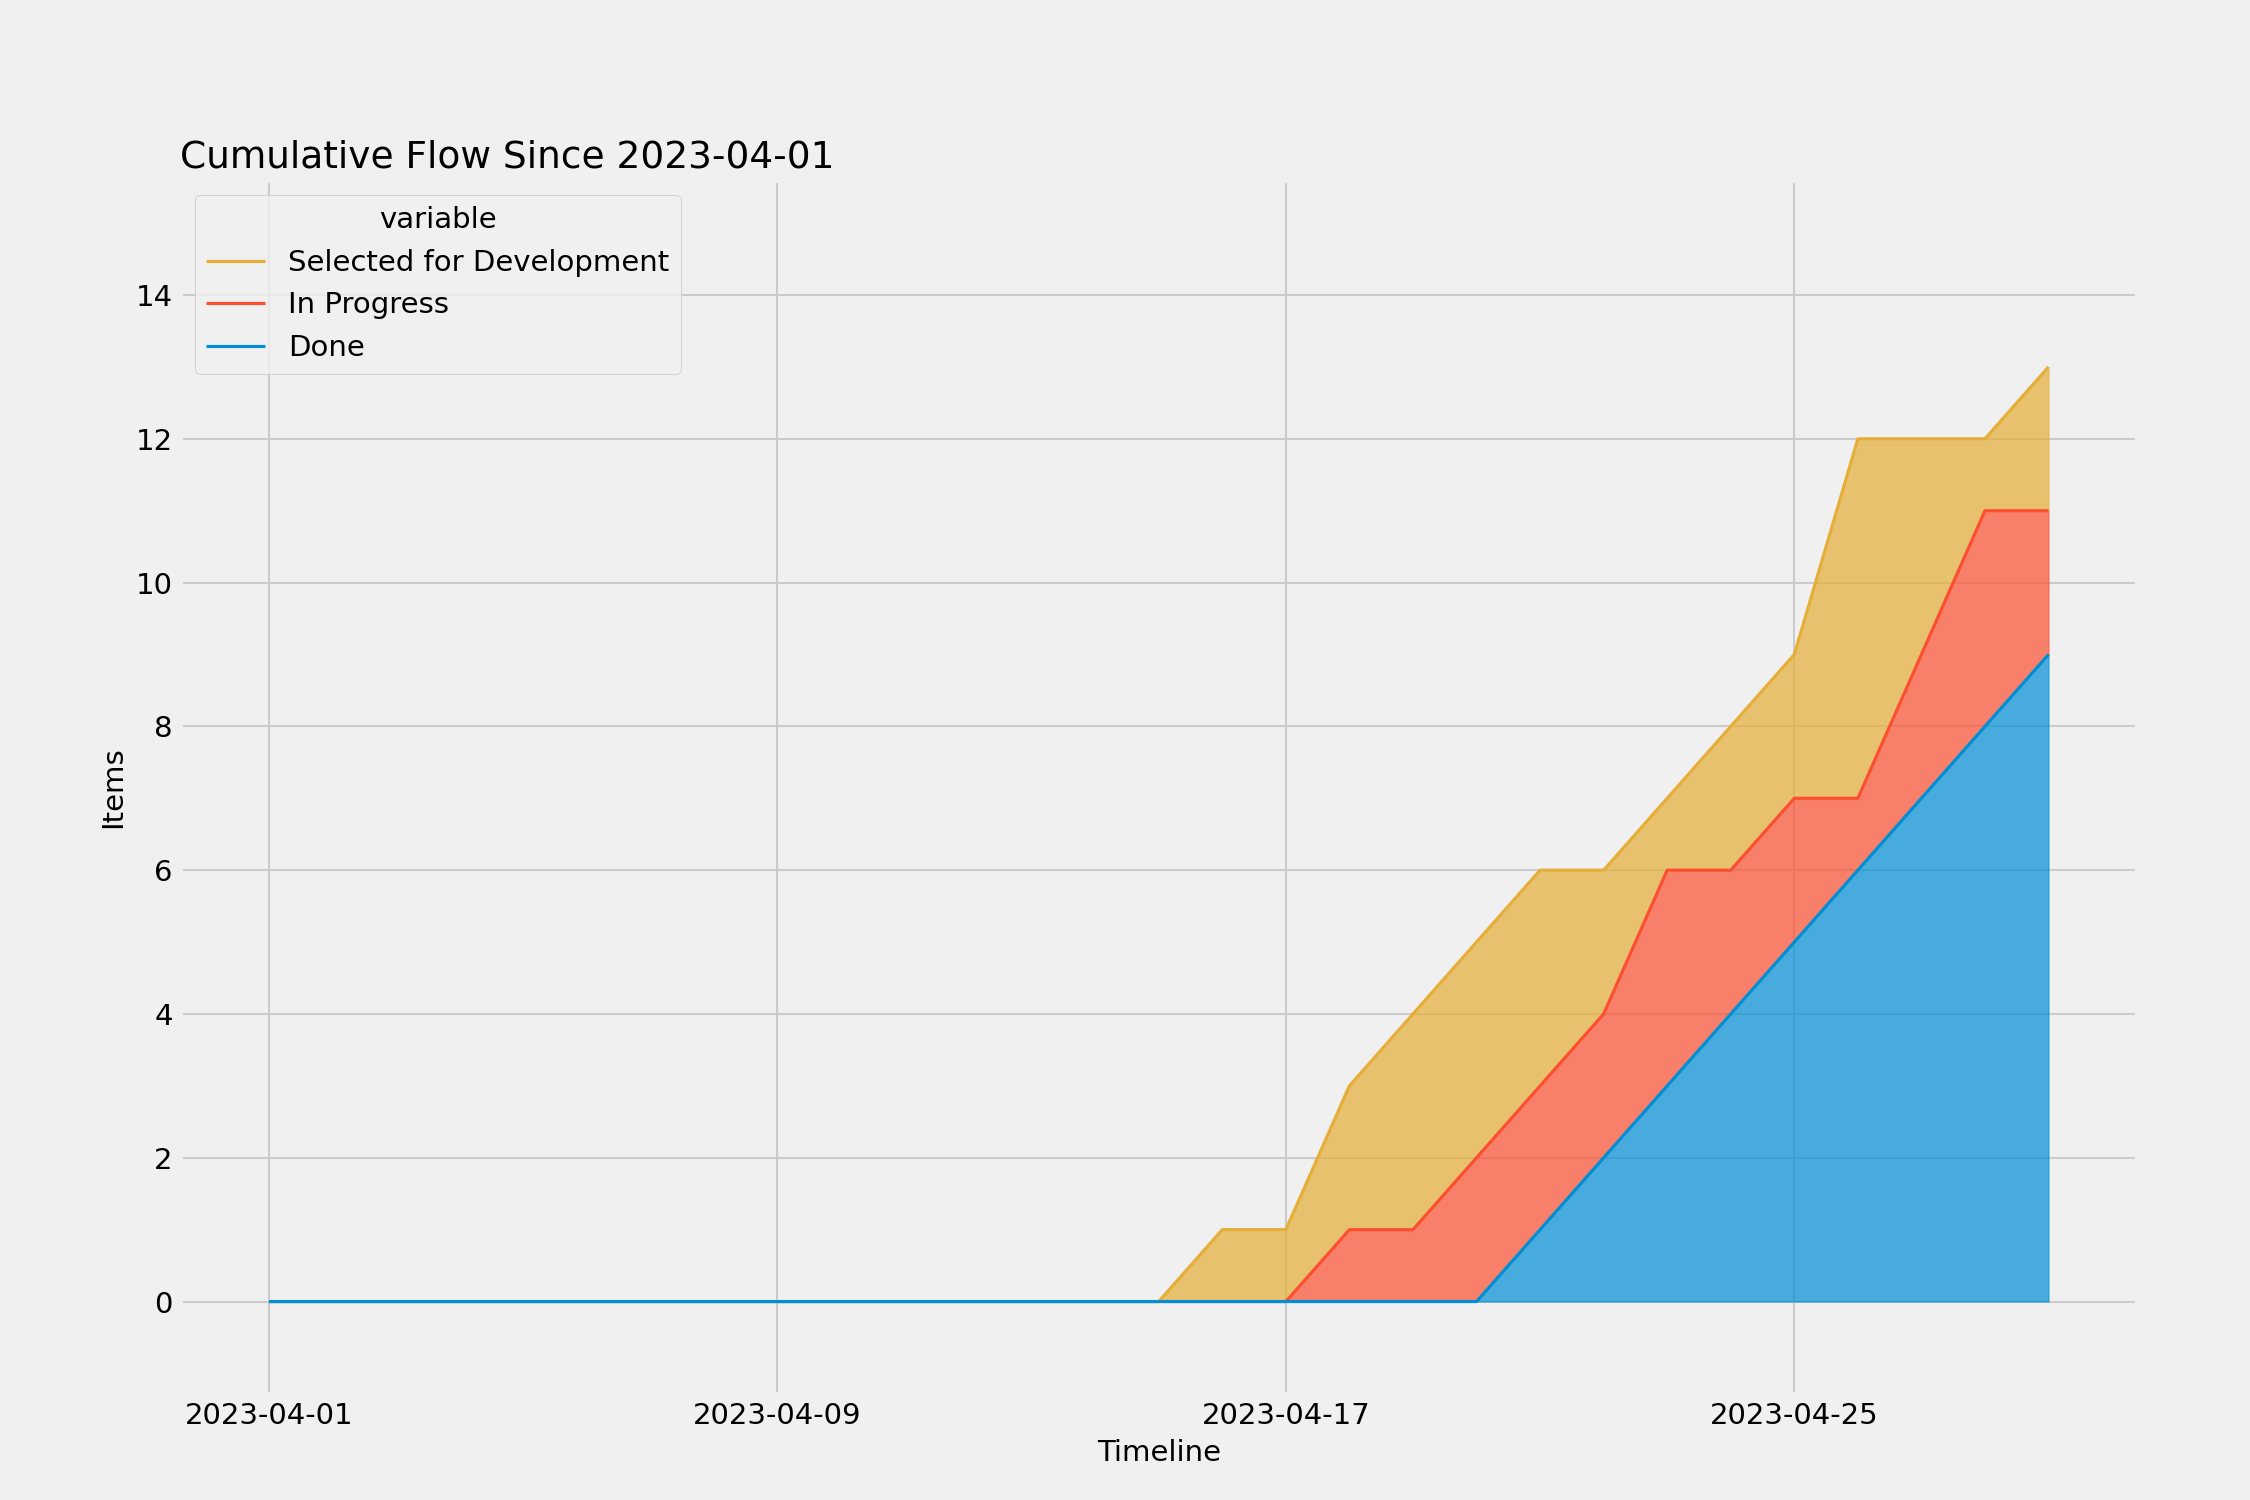 Cumulative Flow Since 2023-04-01
variable
Selected for Development
In Progress
Done
14
12
10
8
6
4
2
0
Items
2023-04-01 2023-04-09 2023-04-17 2023-04-25
Timeline